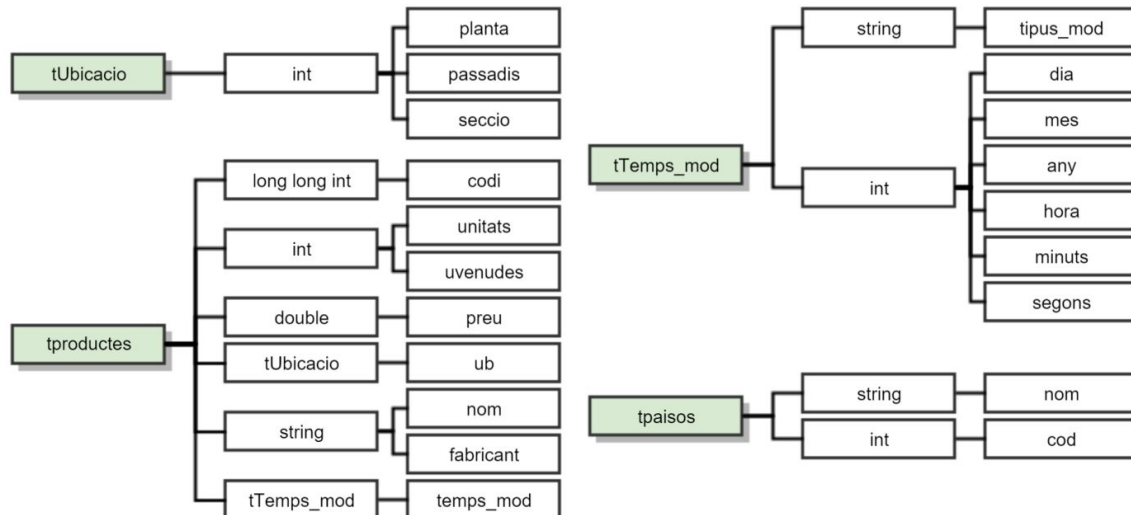 tUbicacio
int
planta
passadis
seccio
tproductes
long long int
codi
int
unitats
uvenudes
double
preu
tUbicacio
ub
string
nom
fabricant
tTemps_mod
temps_mod
tTemps_mod
string
tipus_mod
int
dia
mes
any
hora
minuts
segons
tpaisos
string
nom
int
cod